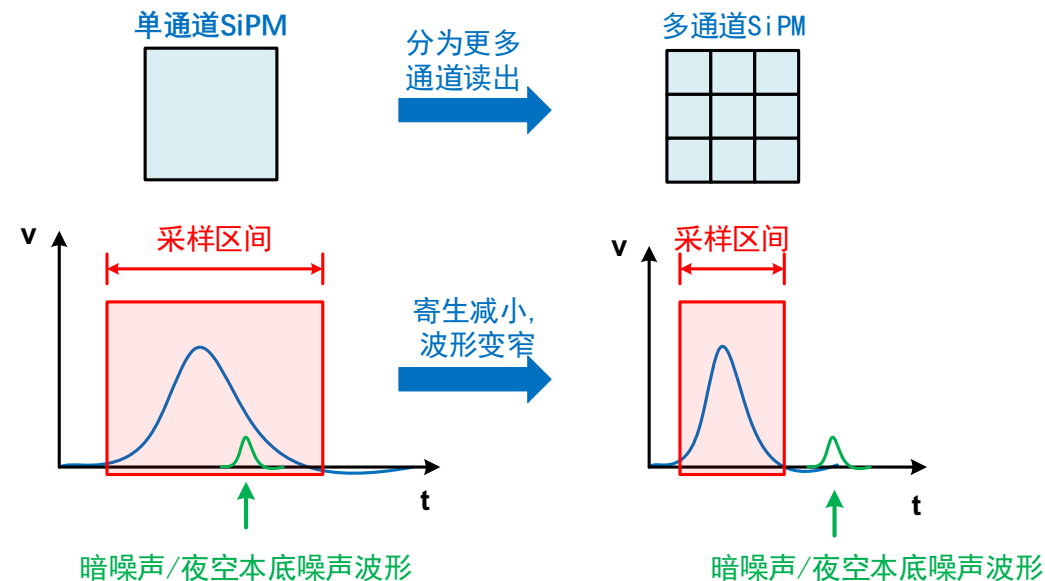 单通道SiPM
分为更多
通道读出
多通道SiPM
V
采样区间
寄生减小,
波形变窄
t
暗噪声/夜空本底噪声波形
V
采样区间
t
暗噪声/夜空本底噪声波形